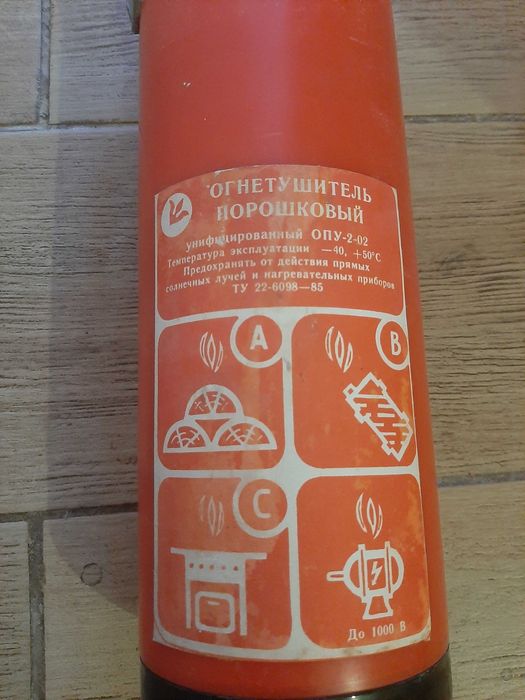 ОГНЕТУШИТЕЛЬ
ПОРОШКОВЫЙ
унифицированный ОПУ-2-02
Температура эксплуатации —40, +50°С
Предохранять от действия прямых
солнечных лучей и нагревательных приборов
ТУ 22-6098—85
A
B
C
До 1000 В